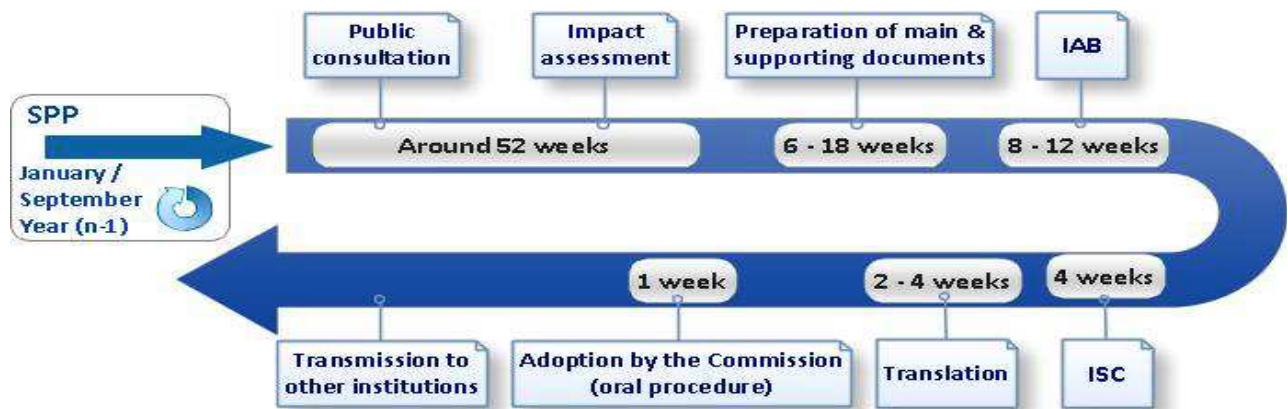 Public
consultation
Impact
assessment
Preparation of main &
supporting documents
IAB
SPP
January /
September
Year (n-1)
Around 52 weeks
6 - 18 weeks
8 - 12 weeks
1 week
2 - 4 weeks
4 weeks
Transmission to
other institutions
Adoption by the Commission
(oral procedure)
Translation
ISC